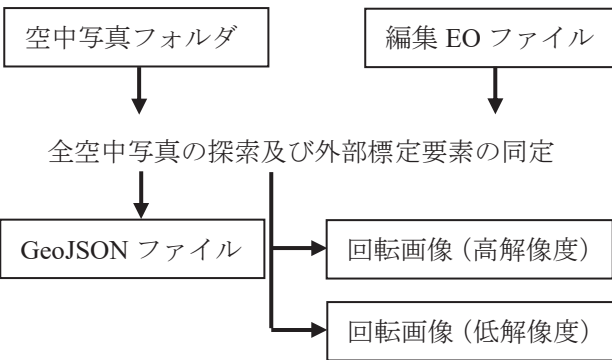 空中写真フォルダ
編集 EO ファイル
全空中写真の探索及び外部標定要素の同定
GeoJSON ファイル
回転画像（高解像度）
回転画像（低解像度）